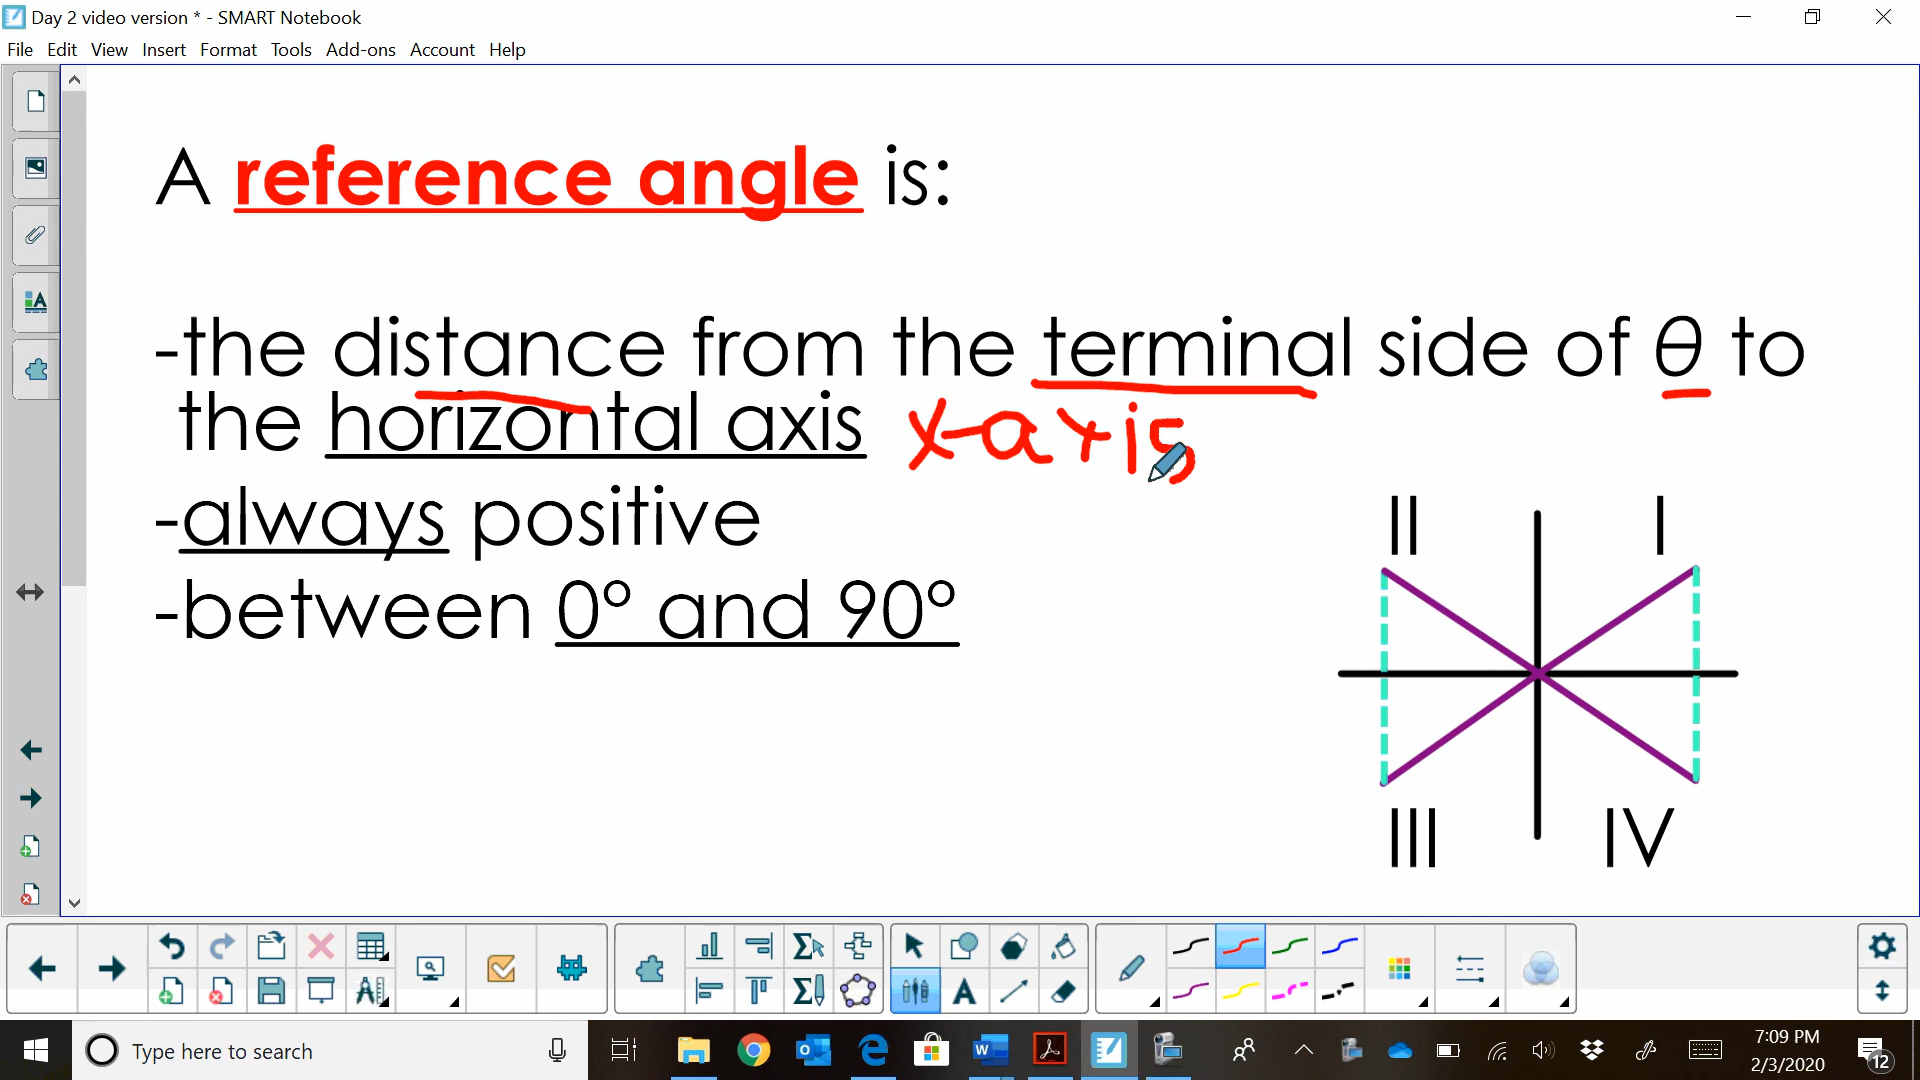 Day 2 video version * - SMART Notebook
File Edit View Insert Format Tools Add-ons Account Help
A reference angle is:
-the distance from the terminal side of θ to
the horizontal axis x-axis
-always positive
-between 0° and 90°
II I
III IV
Type here to search
7:09 PM
2/3/2020
12